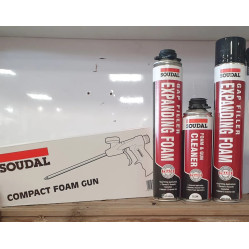 SOUDAL
COMPACT FOAM GUN
SOUDAL
GAP FILLER
EXPANDING FOAM
SOUDAL
FOAM & GUN
CLEANER
SOUDAL
GAP FILLER
EXPANDING FOAM